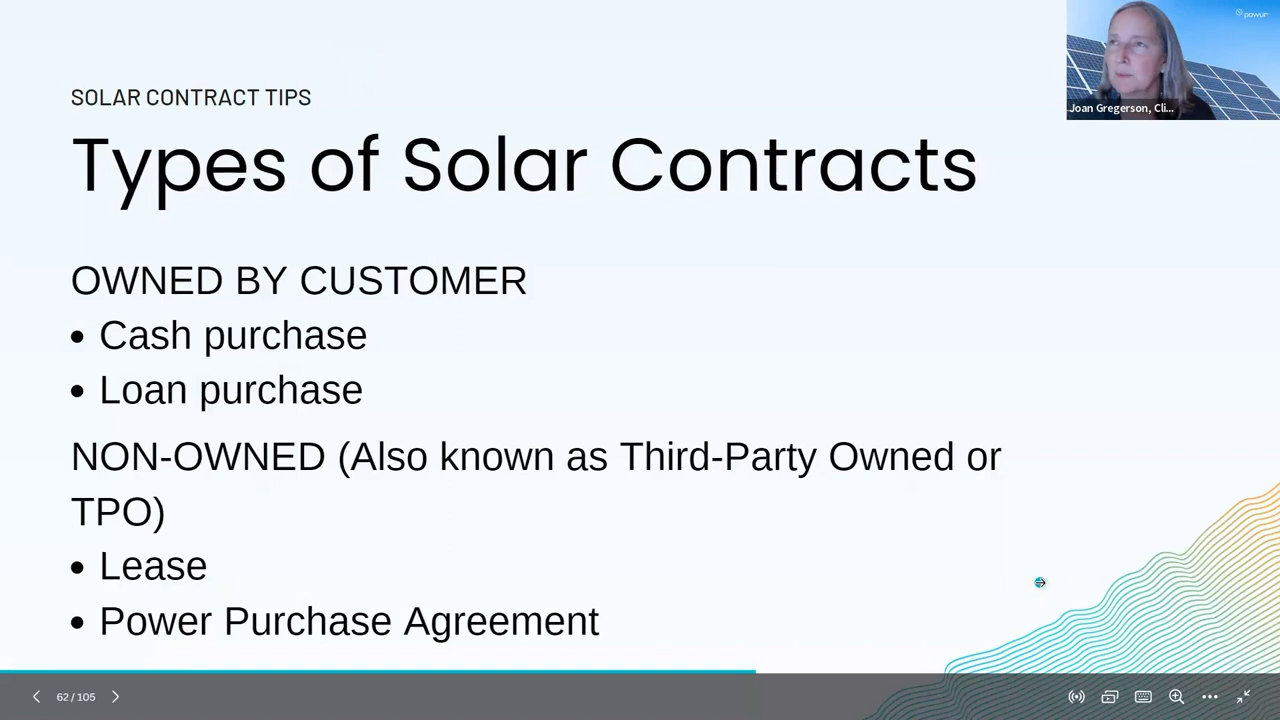 powur
Joan Gregerson, Cli...
SOLAR CONTRACT TIPS
Types of Solar Contracts
OWNED BY CUSTOMER
• Cash purchase
• Loan purchase
NON-OWNED (Also known as Third-Party Owned or
TPO)
• Lease
• Power Purchase Agreement
62 / 105